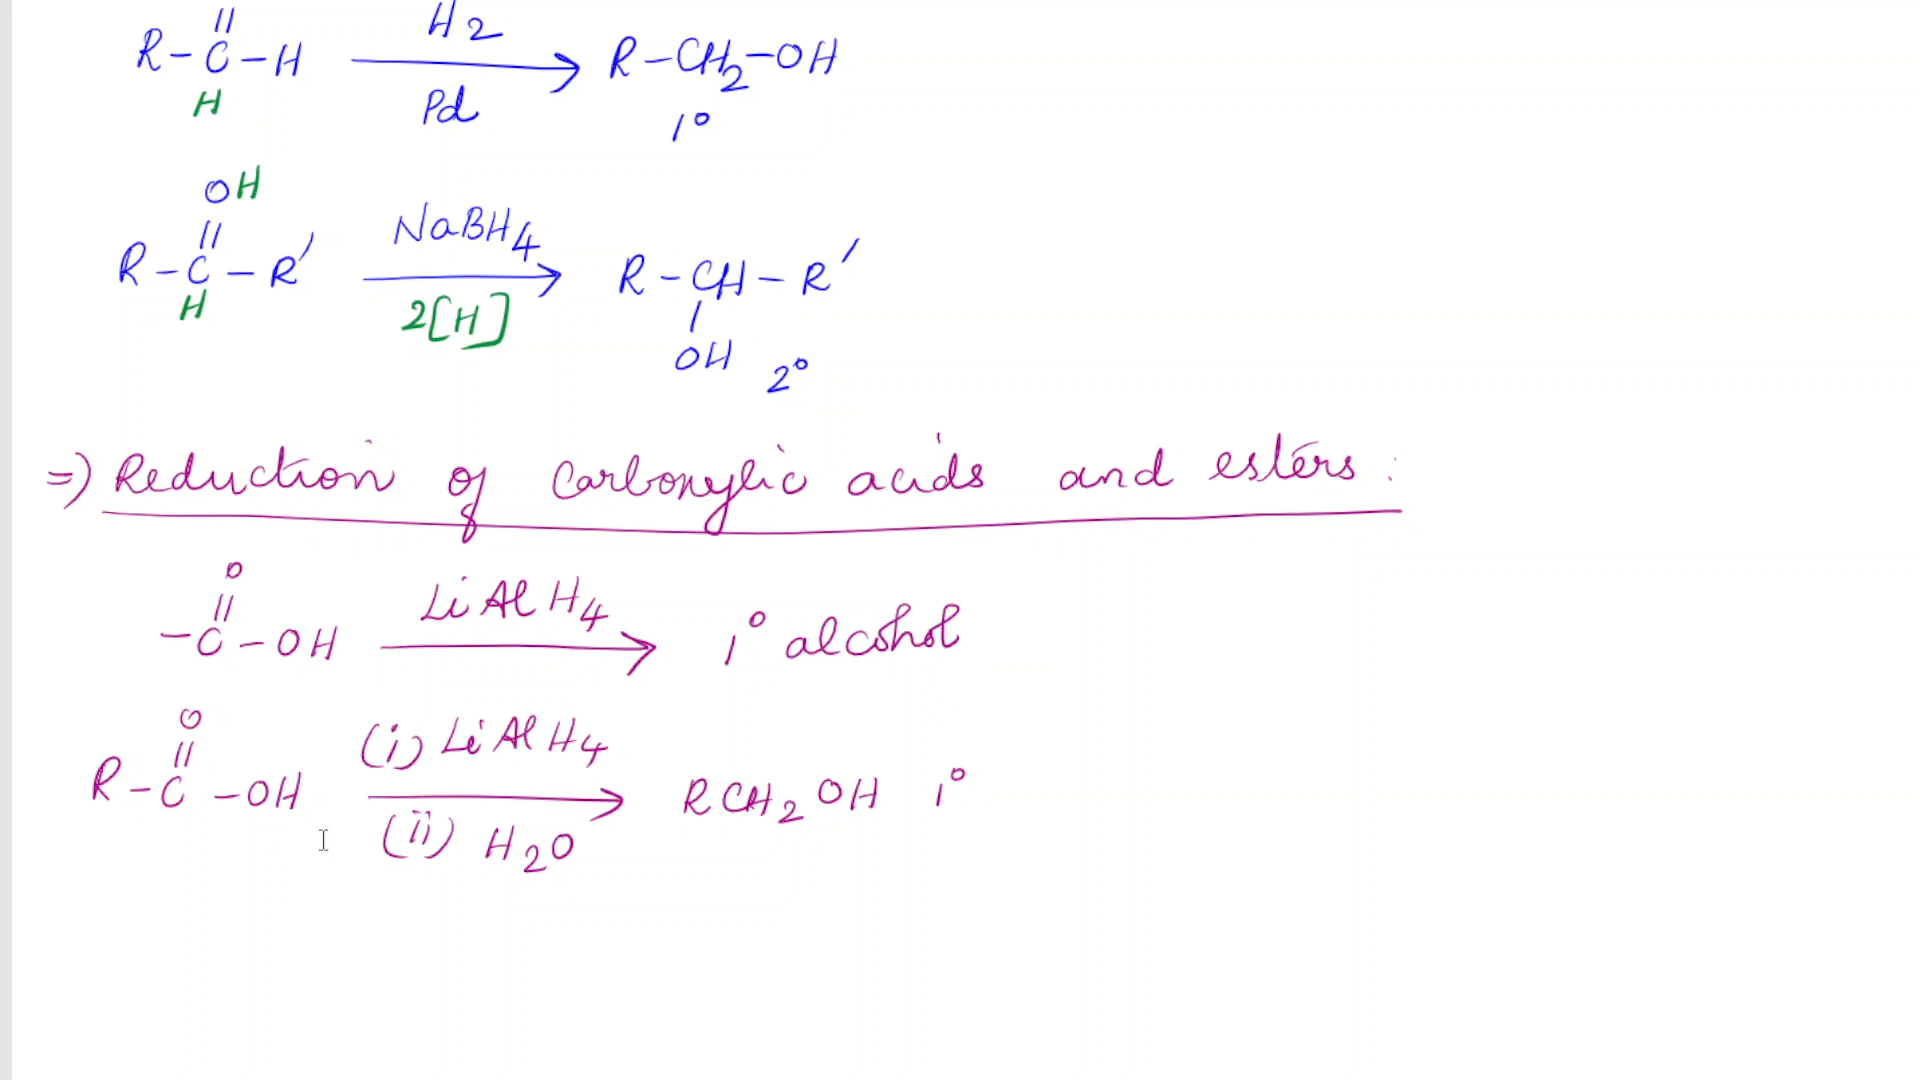 H2
||
R-C-H → R-CH2-OH
H Pd
1°
OH
|| NaBH4
R-C-R' → R-CH-R'
H 2[H] |
OH 2°
=) Reduction of carboxylic acids and esters:
O
|| LiAlH4
-C-OH → 1° alcohol
O
|| (i) LiAlH4
R-C-OH → RCH2OH 1°
(ii) H2O